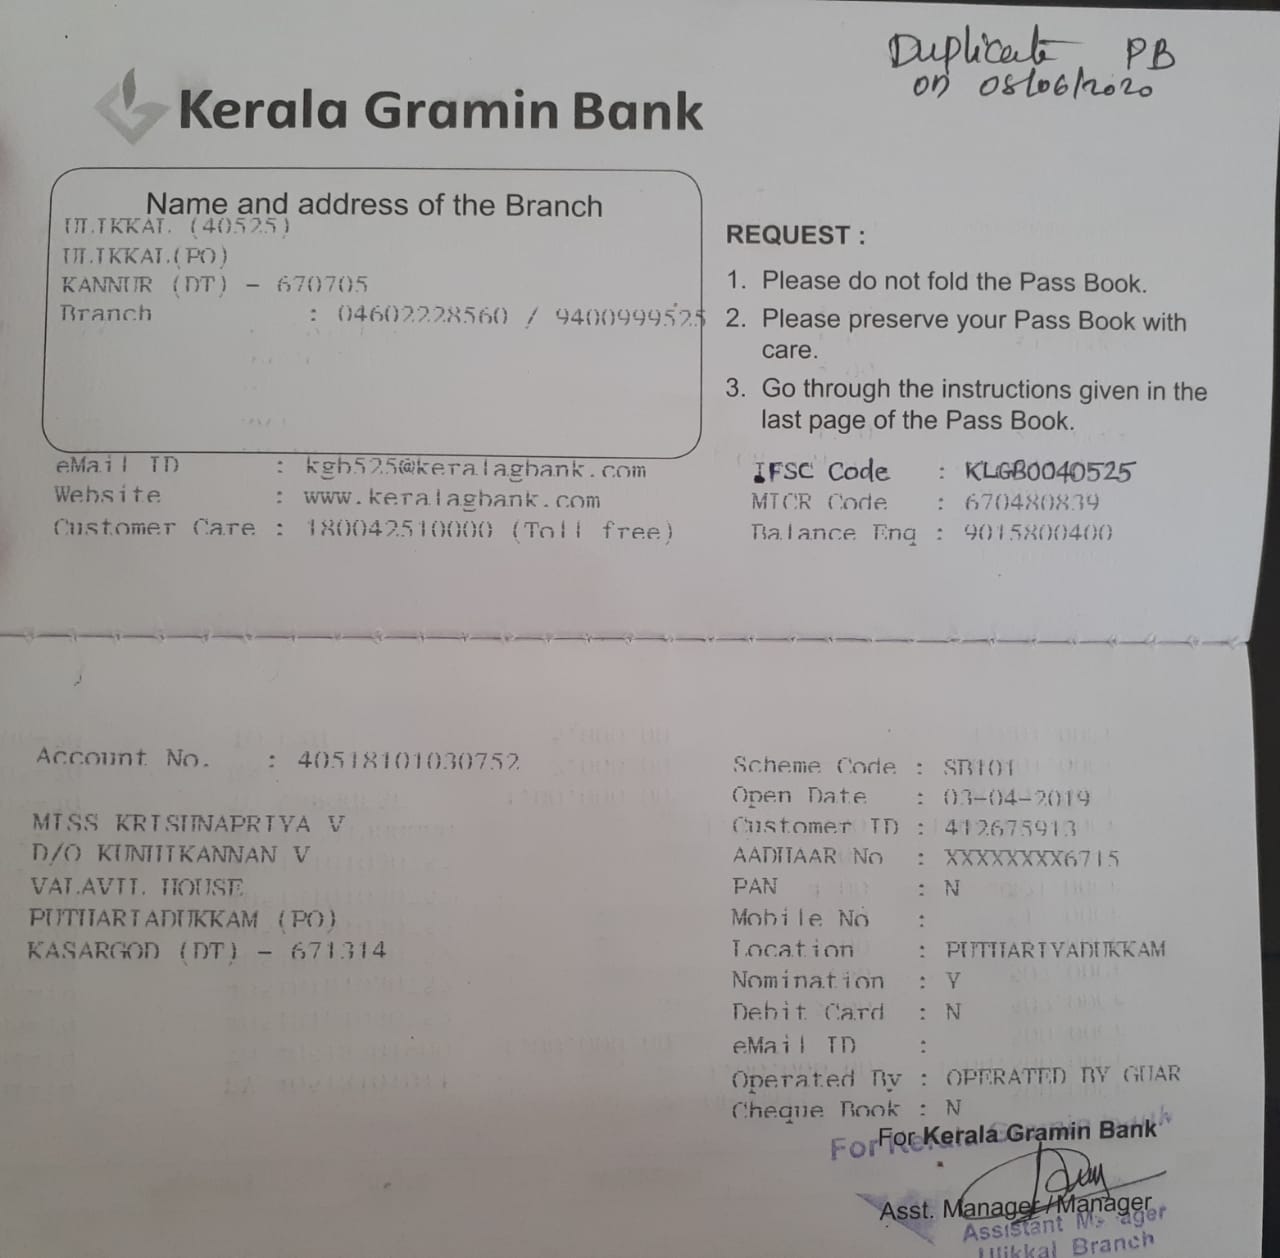 Duplicate PB
on 08/06/2020
Kerala Gramin Bank
Name and address of the Branch
ULIKKAL (40525)
ULIKKAL(PO)
KANNUR (DT) - 670705
Branch : 04602228560 / 9400999525
eMail ID : kgb525@keralagbank.com
Website : www.keralagbank.com
Customer Care : 180042510000 (Toll free)
REQUEST :
1. Please do not fold the Pass Book.
2. Please preserve your Pass Book with
care.
3. Go through the instructions given in the
last page of the Pass Book.
IFSC Code : KLGB0040525
MICR Code : 670480839
Balance Enq : 9015800400
Account No. : 40518101030752
MISS KRISHNAPRIYA V
D/O KUNHIKANNAN V
VALAVIL HOUSE
PUTHARIADUKKAM (PO)
KASARGOD (DT) - 671314
Scheme Code : SB101
Open Date : 03-04-2019
Customer ID : 412675913
AADHAAR No : XXXXXXXX6715
PAN : N
Mobile No :
Location : PUTHARIYADUKKAM
Nomination : Y
Debit Card : N
eMail ID :
Operated By : OPERATED BY GUAR
Cheque Book : N
For Kerala Gramin Bank
For Kerala Gramin Bank
Asst. Manager/Manager
Assistant Manager
Ulikkal Branch